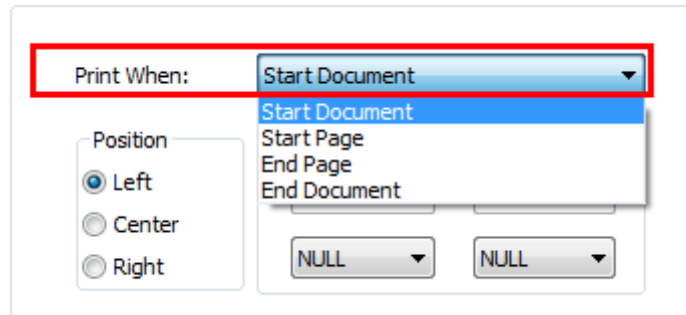 Print When: Start Document
Start Document
Start Page
End Page
End Document
Position
Left
Center
Right
NULL NULL